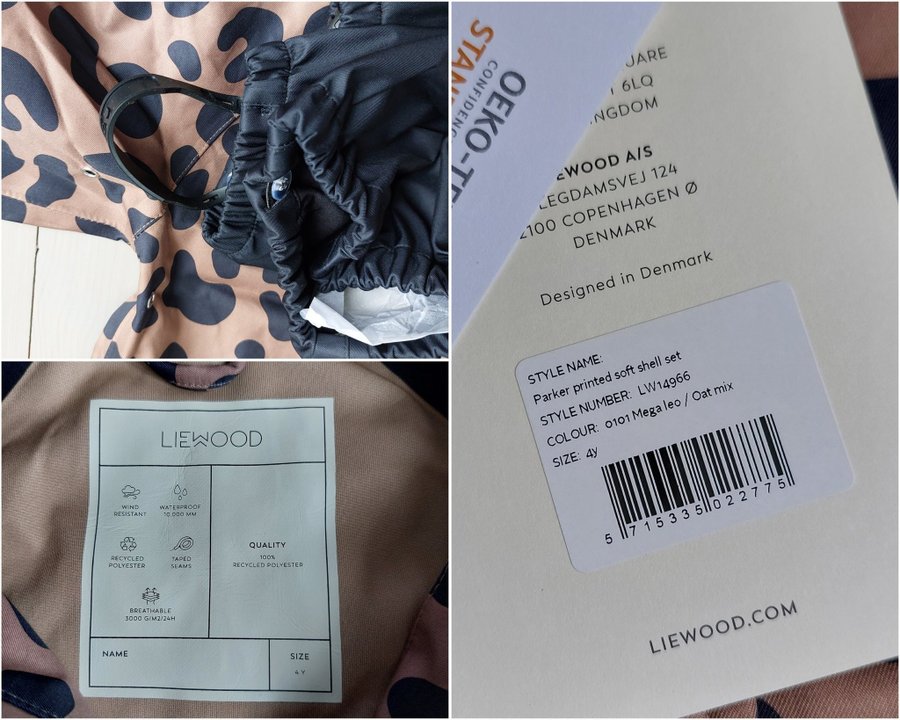 LIEWOOD
WIND
RESISTANT
WATERPROOF
10.000 MM
RECYCLED
POLYESTER
TAPED
SEAMS
BREATHABLE
3000 G/M2/24H
QUALITY
100%
RECYCLED POLYESTER
NAME
SIZE
4 Y
OEKO-TE
CONFIDENC
STAN
UARE
6LQ
NGDOM
EWOOD A/S
LEGDAMSVEJ 124
2100 COPENHAGEN Ø
DENMARK
Designed in Denmark
STYLE NAME:
Parker printed soft shell set
STYLE NUMBER: LW14966
COLOUR: 0101 Mega leo / Oat mix
SIZE: 4y
5 715335 022775
LIEWOOD.COM